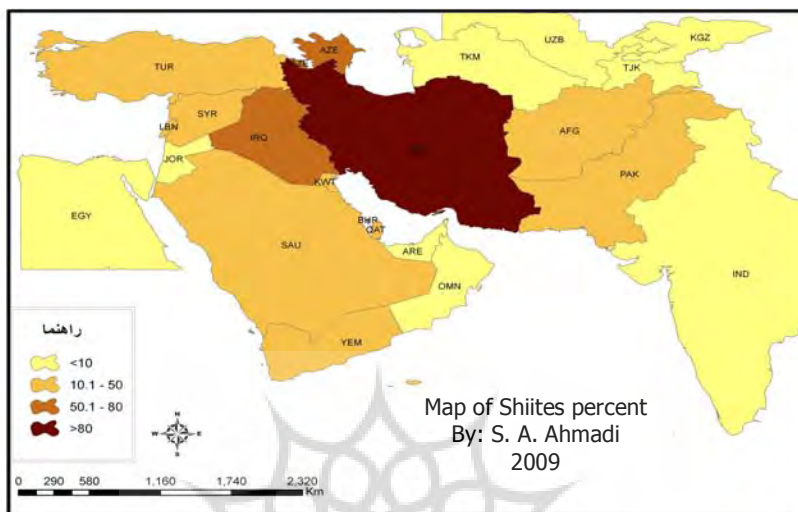 TUR
AZE
UZB
KGZ
TKM
TJK
SYR
LBN
IRQ
AFG
JOR
KWT
PAK
EGY
BHR
QAT
SAU
ARE
IND
OMN
YEM
راهنما
<10
10.1 - 50
50.1 - 80
>80
N
W E
S
Map of Shiites percent
By: S. A. Ahmadi
2009
0 290 580 1,160 1,740 2,320
Km